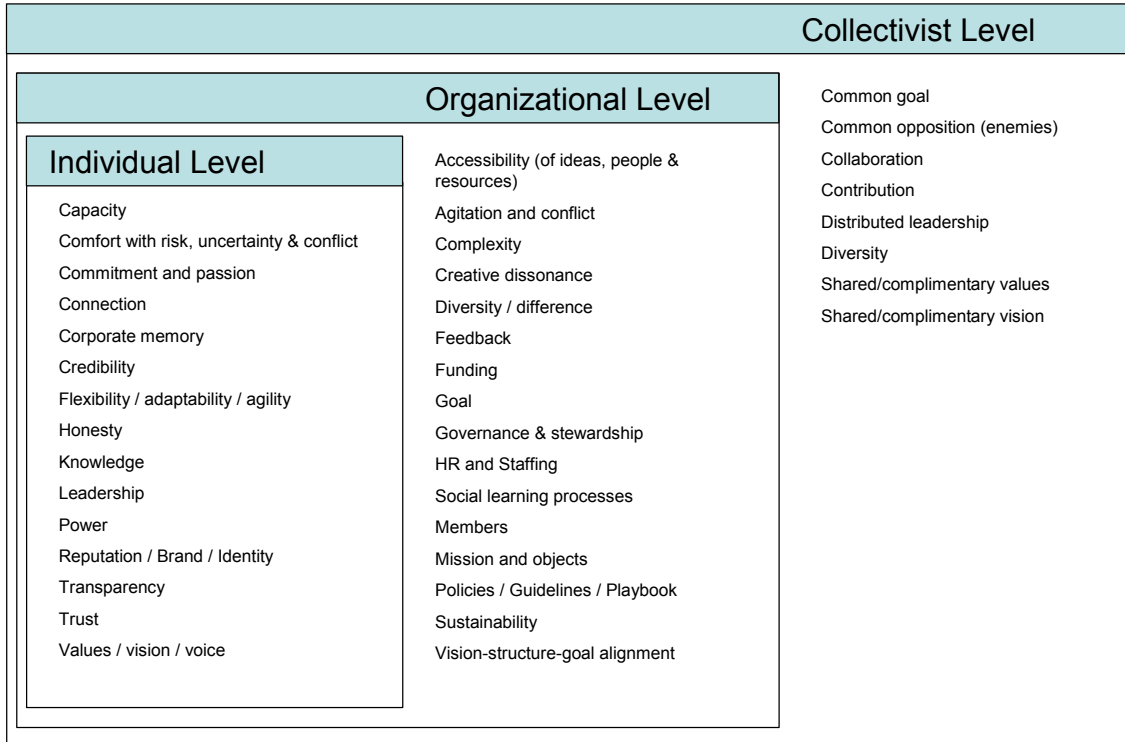 Collectivist Level
Organizational Level
Individual Level
Capacity
Comfort with risk, uncertainty & conflict
Commitment and passion
Connection
Corporate memory
Credibility
Flexibility / adaptability / agility
Honesty
Knowledge
Leadership
Power
Reputation / Brand / Identity
Transparency
Trust
Values / vision / voice
Accessibility (of ideas, people &
resources)
Agitation and conflict
Complexity
Creative dissonance
Diversity / difference
Feedback
Funding
Goal
Governance & stewardship
HR and Staffing
Social learning processes
Members
Mission and objects
Policies / Guidelines / Playbook
Sustainability
Vision-structure-goal alignment
Common goal
Common opposition (enemies)
Collaboration
Contribution
Distributed leadership
Diversity
Shared/complimentary values
Shared/complimentary vision